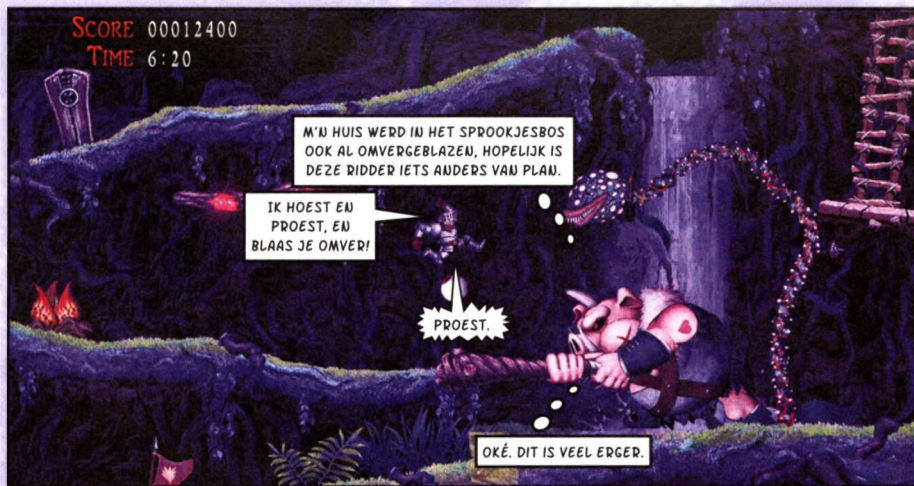 SCORE 00012400
TIME 6:20
M'N HUIS WERD IN HET SPROOKJESBOS
OOK AL OMVERGEBLAZEN, HOPELIJK IS
DEZE RIDDER IETS ANDERS VAN PLAN.
IK HOEST EN
PROEST, EN
BLAAS JE OMVER!
PROEST.
OKÉ. DIT IS VEEL ERGER.